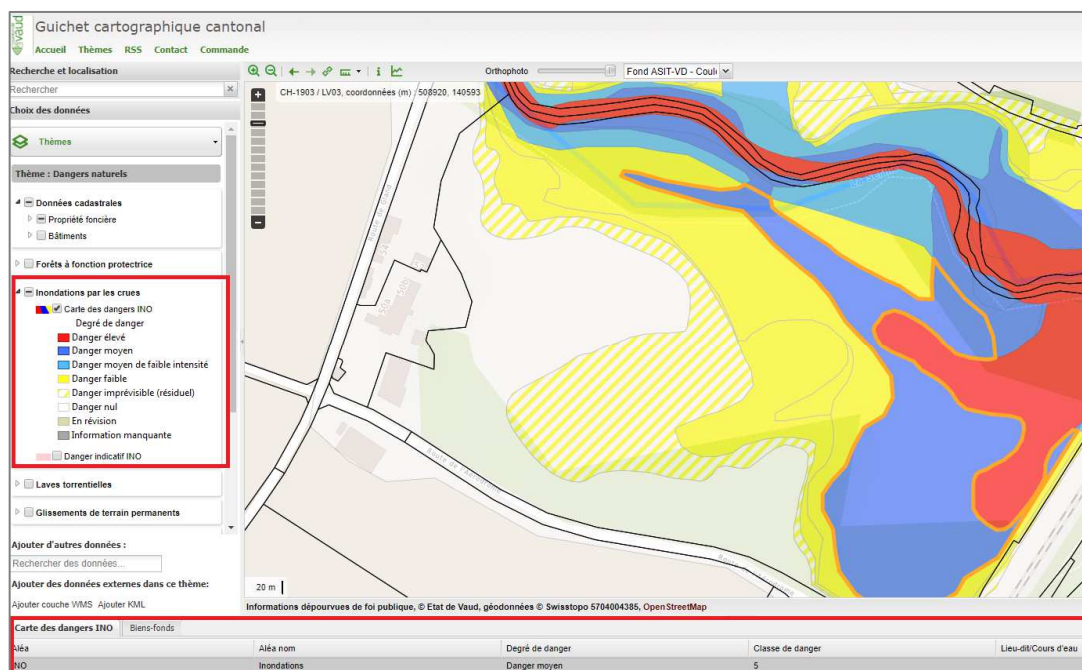 Guichet cartographique cantonal
Accueil Thèmes RSS Contact Commande
Recherche et localisation
Rechercher
Choix des données
Thèmes
Thème : Dangers naturels
Données cadastrales
Propriété foncière
Bâtiments
Forêts à fonction protectrice
Inondations par les crues
Carte des dangers INO
Degré de danger
Danger élevé
Danger moyen
Danger moyen de faible intensité
Danger faible
Danger imprévisible (résiduel)
Danger nul
En révision
Information manquante
Danger indicatif INO
Laves torrentielles
Glissements de terrain permanents
Ajouter d'autres données :
Rechercher des données...
Ajouter des données externes dans ce thème:
Ajouter couche WMS Ajouter KML
Orthophoto
Fond ASIT-VD - Coule
CH-1903 / LV03, coordonnées (m) : 508920, 140593
50a
50b
Route de l'Aérodrome
20 m
Informations dépourvues de foi publique, © Etat de Vaud, géodonnées © Swisstopo 5704004385, OpenStreetMap
Carte des dangers INO Biens-fonds
Aléa Aléa nom Degré de danger Classe de danger Lieu-dit/Cours d'eau
INO Inondations Danger moyen 5